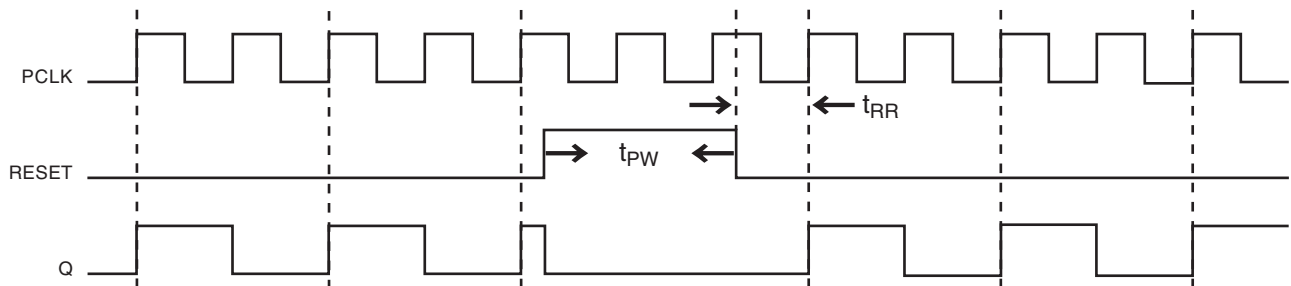 PCLK
tRR
tPW
RESET
Q